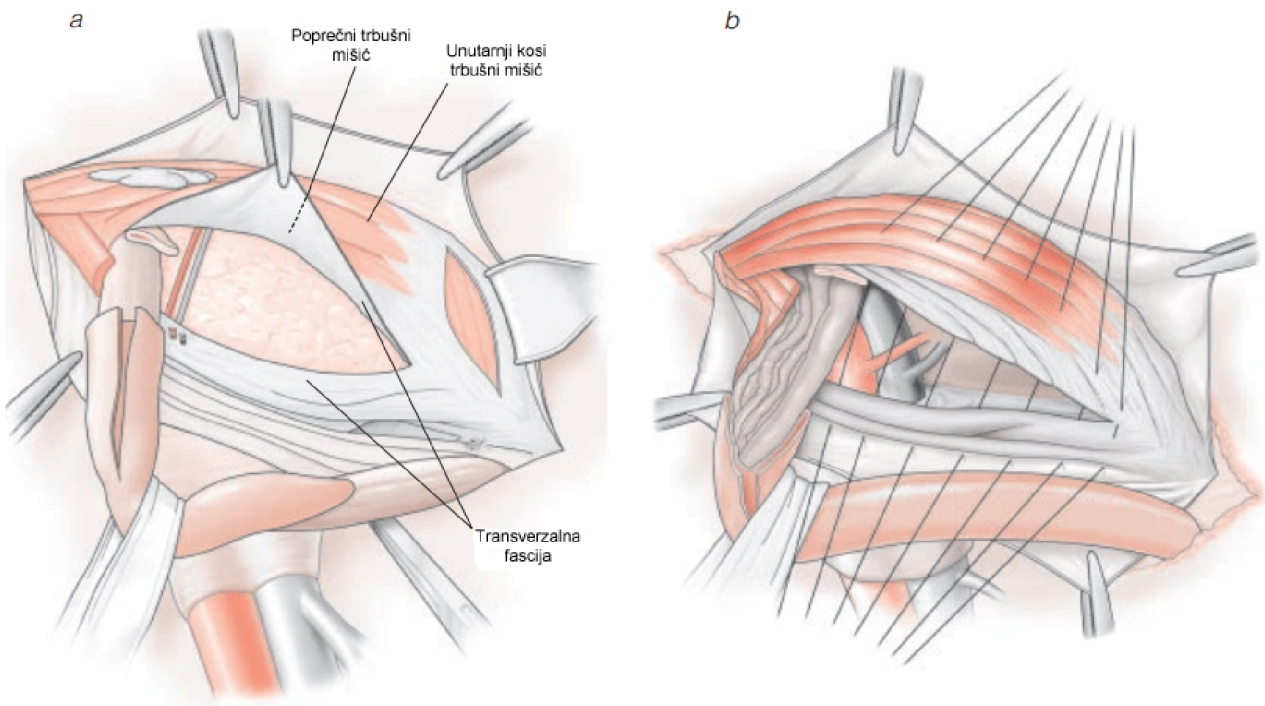 a
b
Poprečni trbušni
mišić
Unutarnji kosi
trbušni mišić
Transverzalna
fascija